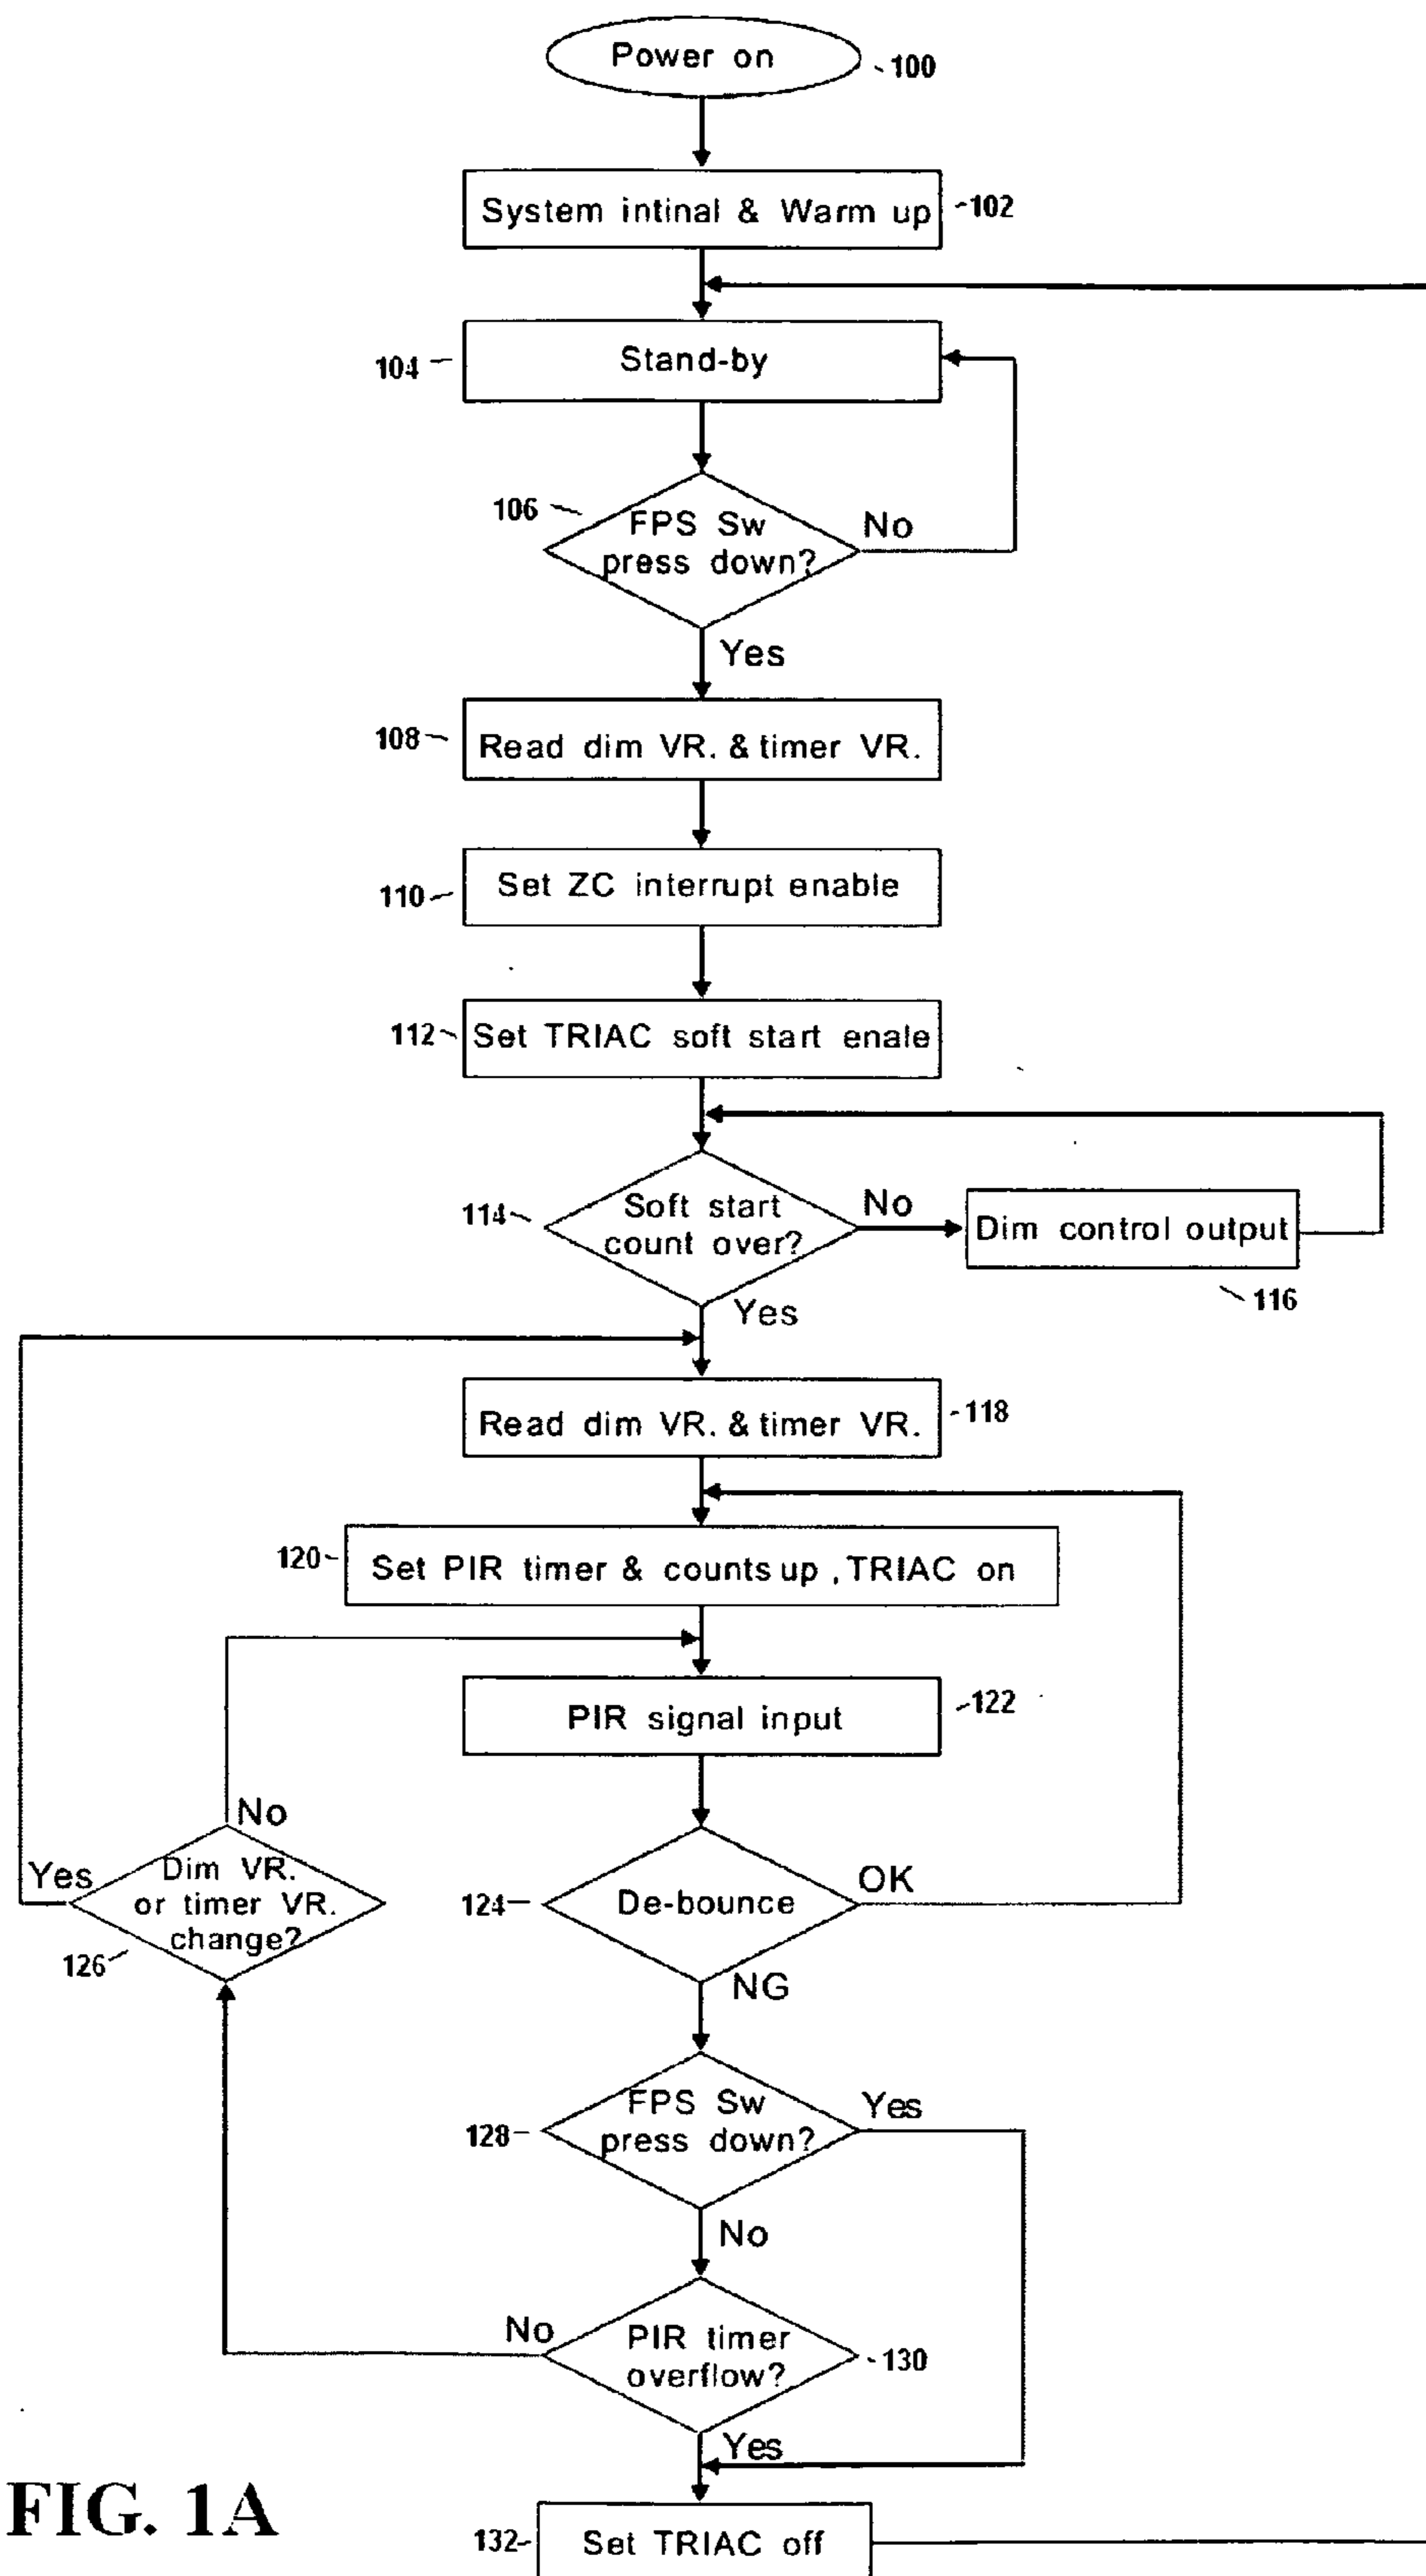 Power on
100
System intinal & Warm up
102
104
Stand-by
106
FPS Sw
press down?
No
Yes
108
Read dim VR. & timer VR.
110
Set ZC interrupt enable
112
Set TRIAC soft start enale
114
Soft start
count over?
No
Dim control output
116
Yes
Read dim VR. & timer VR.
118
120
Set PIR timer & counts up , TRIAC on
PIR signal input
122
No
Yes
Dim VR.
or timer VR.
change?
126
124
De-bounce
OK
NG
128
FPS Sw
press down?
Yes
No
No
PIR timer
overflow?
130
Yes
FIG. 1A
132
Set TRIAC off